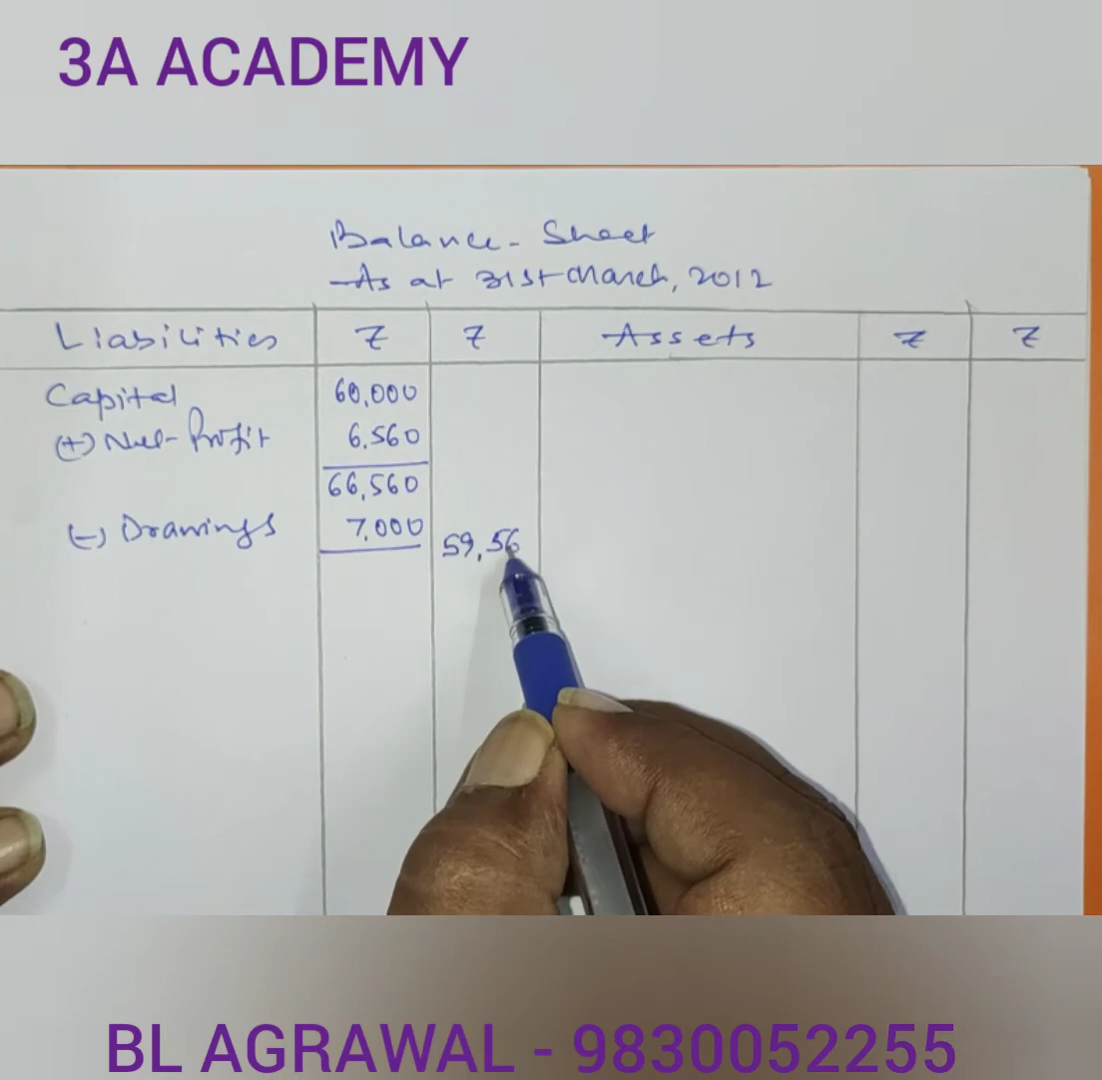 3A ACADEMY
Balance-Sheet
As at 31st March, 2012
Liabilities ₹ ₹ Assets ₹ ₹
Capital 60,000
(+) Net-Profit 6.560
66,560
(-) Drawings 7,000 59,56
BL AGRAWAL - 9830052255